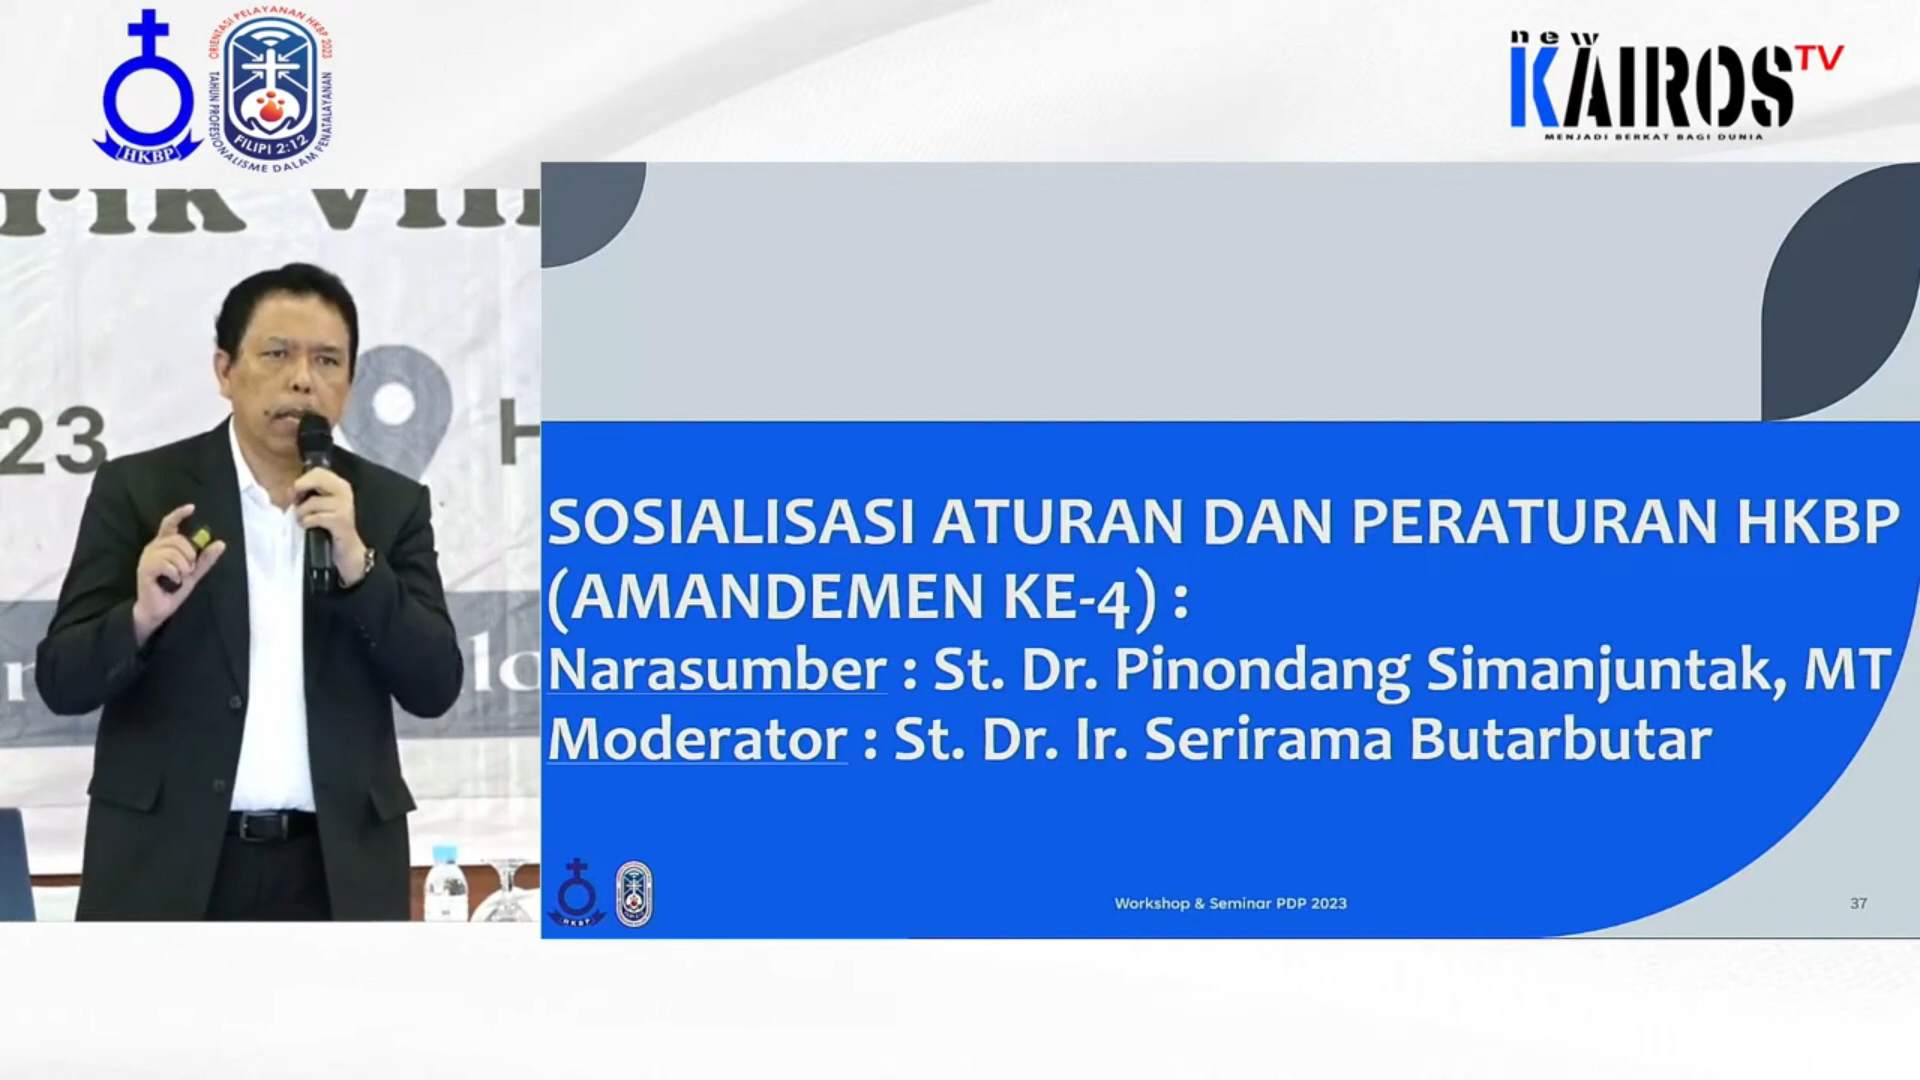 HKBP
ORIENTASI PELAYANAN HKBP 2023
TAHUN PROFESIONALISME DALAM PENATALAYANAN
FILIPI 2:12
new
KAIROS TV
MENJADI BERKAT BAGI DUNIA
23
H
SOSIALISASI ATURAN DAN PERATURAN HKBP
(AMANDEMEN KE-4) :
Narasumber : St. Dr. Pinondang Simanjuntak, MT
Moderator : St. Dr. Ir. Serirama Butarbutar
HKBP
Workshop & Seminar PDP 2023
37